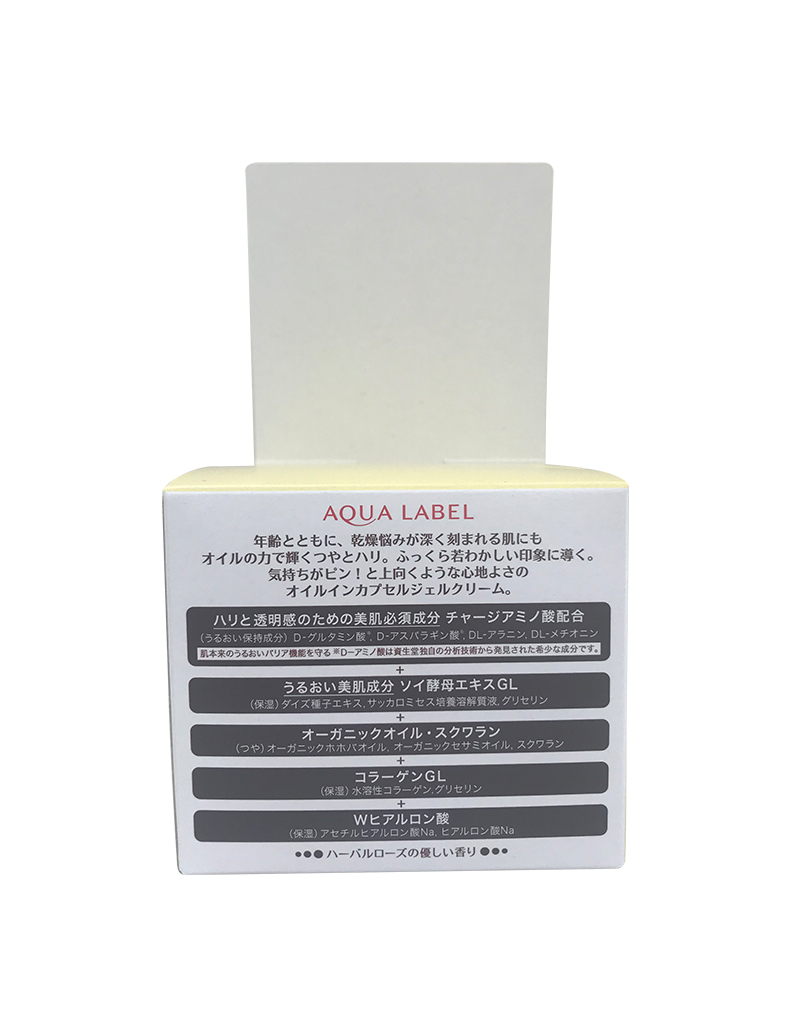 AQUA LABEL
年齢とともに、乾燥悩みが深く刻まれる肌にも
オイルの力で輝くつやとハリ。ふっくら若わかしい印象に導く。
気持ちがピン！と上向くような心地よさの
オイルインカプセルジェルクリーム。
ハリと透明感のための美肌必須成分 チャージアミノ酸配合
（うるおい保持成分）D-グルタミン酸※, D-アスパラギン酸※, DL-アラニン, DL-メチオニン
肌本来のうるおいバリア機能を守る ※D－アミノ酸は資生堂独自の分析技術から発見された希少な成分です。
+
うるおい美肌成分 ソイ酵母エキスGL
（保湿）ダイズ種子エキス, サッカロミセス培養溶解質液, グリセリン
+
オーガニックオイル・スクワラン
（つや）オーガニックホホバオイル, オーガニックセサミオイル, スクワラン
+
コラーゲンGL
（保湿）水溶性コラーゲン, グリセリン
+
Wヒアルロン酸
（保湿）アセチルヒアルロン酸Na, ヒアルロン酸Na
●●●ハーバルローズの優しい香り●●●